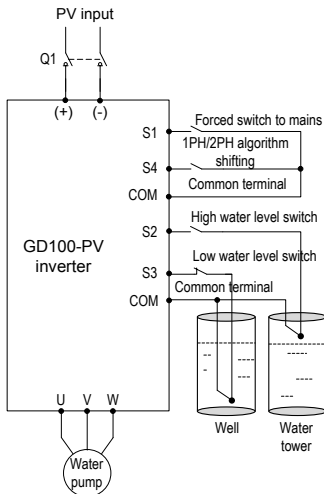 PV input
Q1
(+) (-)
S1
Forced switch to mains
1PH/2PH algorithm
shifting
S4
COM
Common terminal
S2
High water level switch
GD100-PV
inverter
Low water level switch
S3
Common terminal
COM
U V W
Water
pump
Well
Water
tower